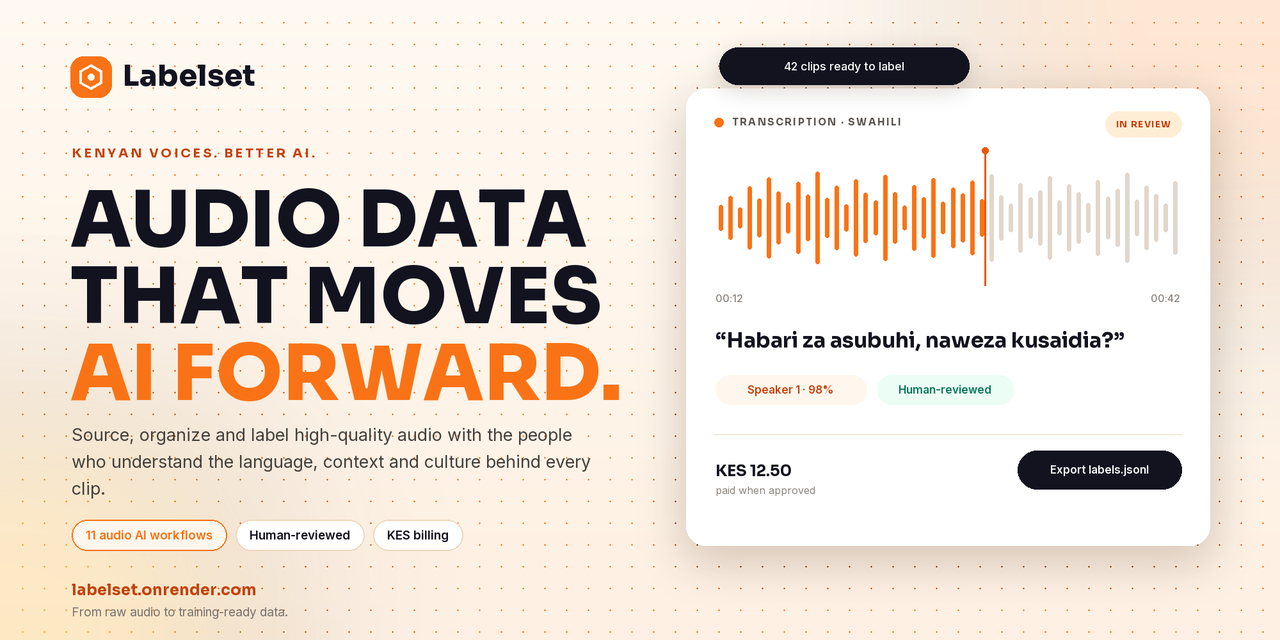 Labelset
KENYAN VOICES. BETTER AI.
AUDIO DATA
THAT MOVES
AI FORWARD.
Source, organize and label high-quality audio with the people
who understand the language, context and culture behind every
clip.
11 audio AI workflows
Human-reviewed
KES billing
labelset.onrender.com
From raw audio to training-ready data.
42 clips ready to label
TRANSCRIPTION · SWAHILI
IN REVIEW
00:12
00:42
“Habari za asubuhi, naweza kusaidia?”
Speaker 1 · 98%
Human-reviewed
KES 12.50
paid when approved
Export labels.jsonl